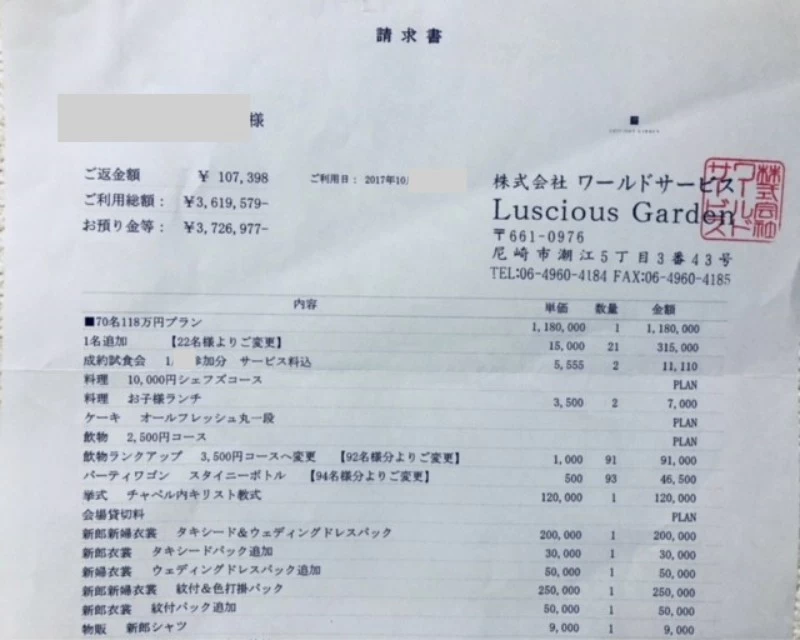 請求書
様
ご返金額 ¥ 107,398
ご利用日: 2017年10
ご利用総額: ¥3,619,579-
お預り金等: ¥3,726,977-
株式会社 ワールドサービス
Luscious Garden
〒661-0976
尼崎市潮江5丁目3番43号
TEL:06-4960-4184 FAX:06-4960-4185
株式会社
ワールド
サービス
内容 単価 数量 金額
■70名118万円プラン 1,180,000 1 1,180,000
1名追加 【22名様よりご変更】 15,000 21 315,000
成約試食会 1 加分 サービス料込 5,555 2 11,110
料理 10,000円シェフズコース PLAN
料理 お子様ランチ 3,500 2 7,000
ケーキ オールフレッシュ丸一段 PLAN
飲物 2,500円コース PLAN
飲物ランクアップ 3,500円コースへ変更 【92名様分よりご変更】 1,000 91 91,000
パーティワゴン スタイニーボトル 【94名様分よりご変更】 500 93 46,500
挙式 チャペル内キリスト教式 120,000 1 120,000
会場貸切料 PLAN
新郎新婦衣裳 タキシード&ウェディングドレスパック 200,000 1 200,000
新郎衣裳 タキシードパック追加 30,000 1 30,000
新婦衣裳 ウェディングドレスパック追加 50,000 1 50,000
新郎新婦衣裳 紋付&色打掛パック 250,000 1 250,000
新郎衣裳 紋付パック追加 50,000 1 50,000
物販 新郎シャツ 9,000 1 9,000